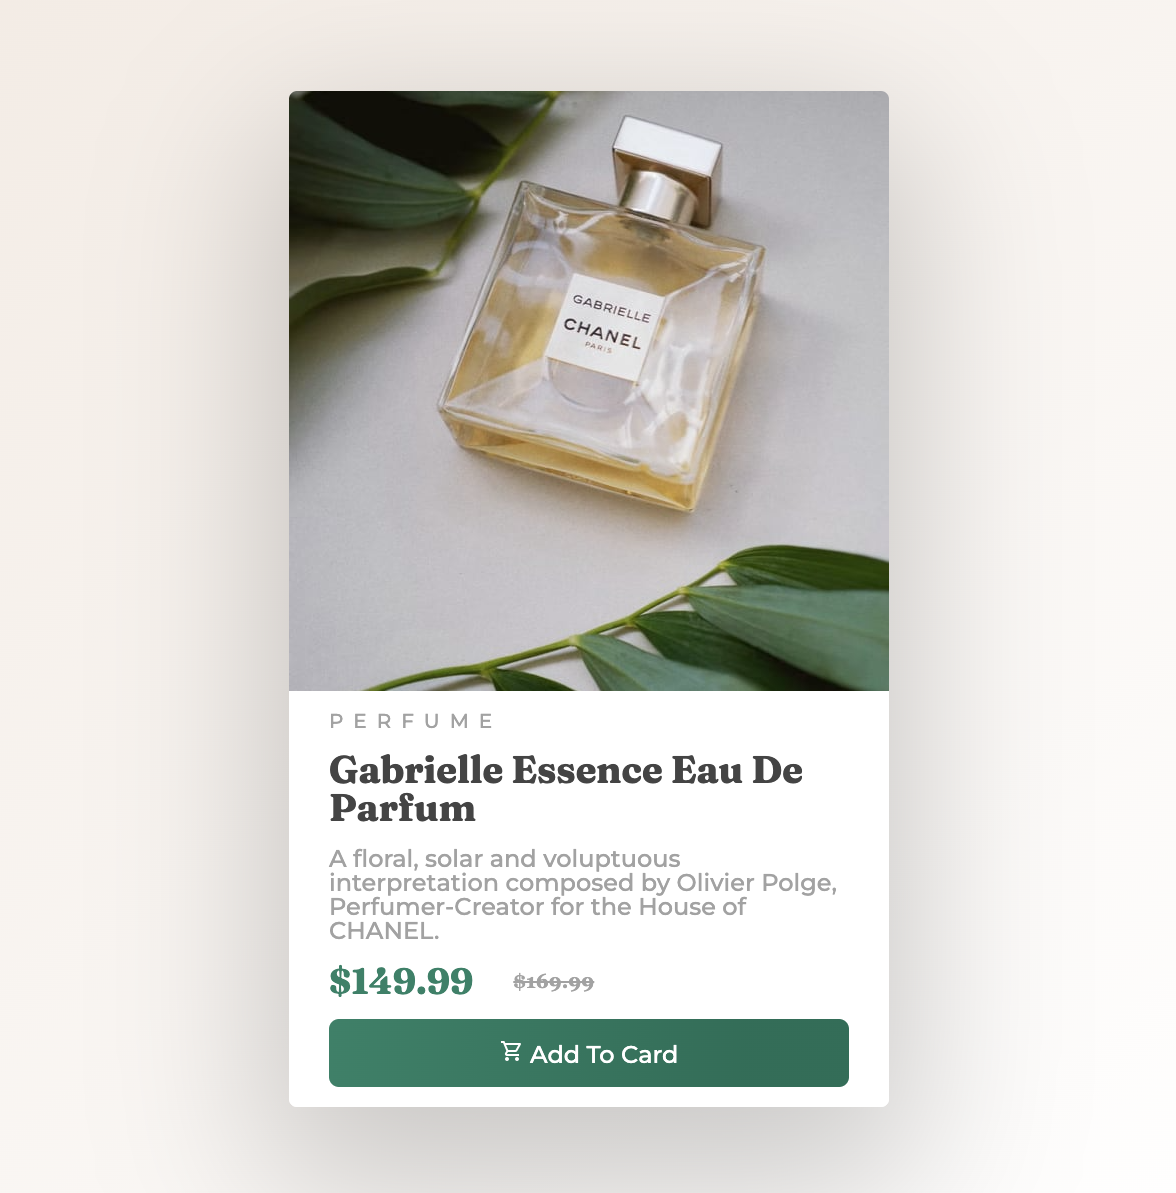 GABRIELLE
CHANEL
PARIS
PERFUME
Gabrielle Essence Eau De
Parfum
A floral, solar and voluptuous
interpretation composed by Olivier Polge,
Perfumer-Creator for the House of
CHANEL.
$149.99 $169.99
Add To Card